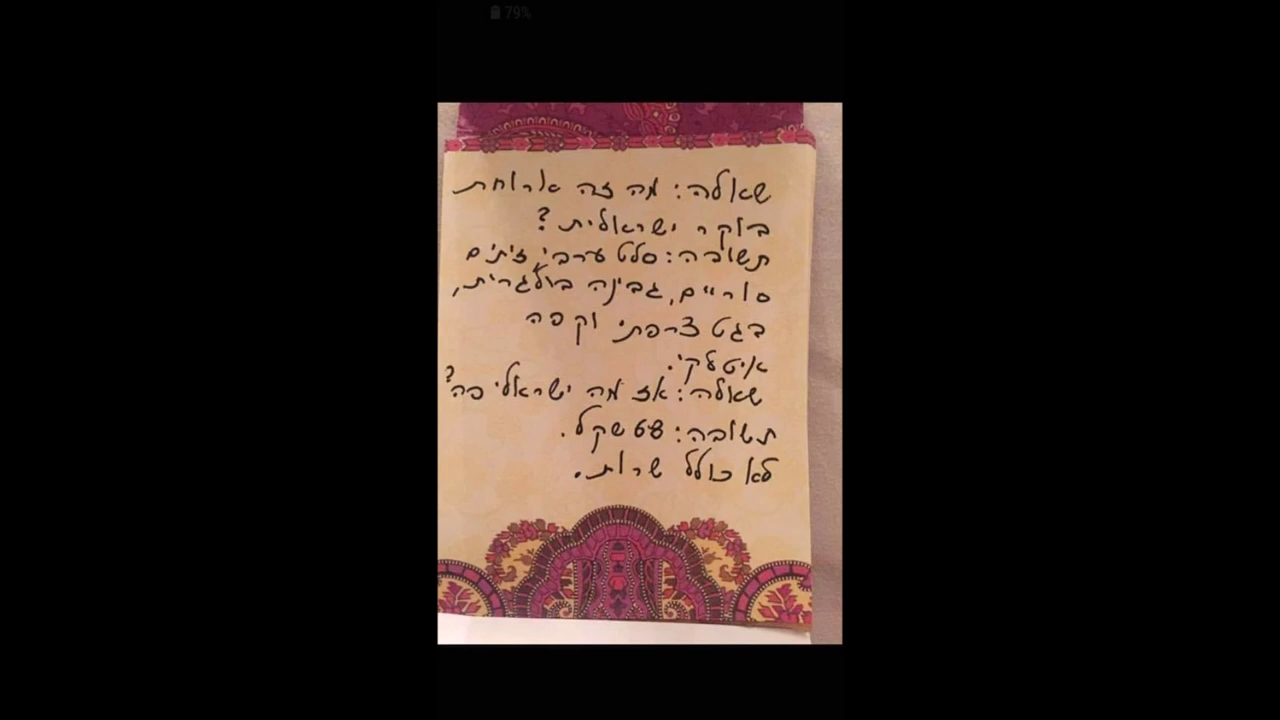 79%
שאלה: מה זה ארוחת
בוקר ישראלית?
תשובה: סלט ערבי, זיתים
סוריים, גבינה בולגרית,
בגט צרפתי וקפה
איטלקי.
שאלה: אז מה ישראלי פה?
תשובה: 68 שקל.
לא כולל שרות.